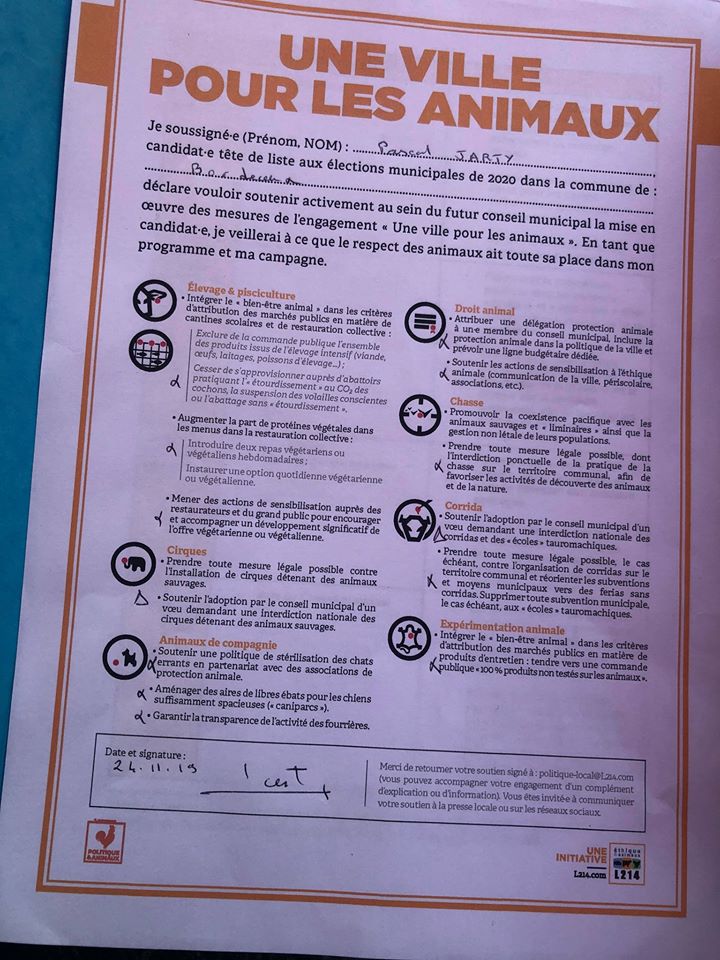 UNE VILLE
POUR LES ANIMAUX
Je soussigné·e (Prénom, NOM) : Pascal JARTY
candidat·e tête de liste aux élections municipales de 2020 dans la commune de :
déclare vouloir soutenir activement au sein du futur conseil municipal la mise en
œuvre des mesures de l'engagement « Une ville pour les animaux ». En tant que
candidat·e, je veillerai à ce que le respect des animaux ait toute sa place dans mon
programme et ma campagne.
Élevage & pisciculture
• Intégrer le « bien-être animal » dans les critères
d'attribution des marchés publics en matière de
cantines scolaires et de restauration collective :
Exclure de la commande publique l'ensemble
des produits issus de l'élevage intensif (viande,
œufs, laitages, poissons d'élevage…) ;
Cesser de s'approvisionner auprès d'abattoirs
pratiquant l'« étourdissement » au CO2 des
cochons, la suspension des volailles conscientes
ou l'abattage sans « étourdissement ».
• Augmenter la part de protéines végétales dans
les menus dans la restauration collective :
Introduire deux repas végétariens ou
végétaliens hebdomadaires ;
Instaurer une option quotidienne végétarienne
ou végétalienne.
• Mener des actions de sensibilisation auprès des
restaurateurs et du grand public pour encourager
et accompagner un développement significatif de
l'offre végétarienne ou végétalienne.
Cirques
• Prendre toute mesure légale possible contre
l'installation de cirques détenant des animaux
sauvages.
• Soutenir l'adoption par le conseil municipal d'un
vœu demandant une interdiction nationale des
cirques détenant des animaux sauvages.
Animaux de compagnie
• Soutenir une politique de stérilisation des chats
errants en partenariat avec des associations de
protection animale.
• Aménager des aires de libres ébats pour les chiens
suffisamment spacieuses (« caniparcs »).
• Garantir la transparence de l'activité des fourrières.
Droit animal
• Attribuer une délégation protection animale
à un·e membre du conseil municipal, inclure la
protection animale dans la politique de la ville et
prévoir une ligne budgétaire dédiée.
• Soutenir les actions de sensibilisation à l'éthique
animale (communication de la ville, périscolaire,
associations, etc.).
Chasse
• Promouvoir la coexistence pacifique avec les
animaux sauvages et « liminaires » ainsi que la
gestion non létale de leurs populations.
• Prendre toute mesure légale possible, dont
l'interdiction ponctuelle de la pratique de la
chasse sur le territoire communal, afin de
favoriser les activités de découverte des animaux
et de la nature.
Corrida
• Soutenir l'adoption par le conseil municipal d'un
vœu demandant une interdiction nationale des
corridas et des « écoles » tauromachiques.
• Prendre toute mesure légale possible, le cas
échéant, contre l'organisation de corridas sur le
territoire communal et réorienter les subventions
et moyens municipaux vers des ferias sans
corridas. Supprimer toute subvention municipale,
le cas échéant, aux « écoles » tauromachiques.
Expérimentation animale
• Intégrer le « bien-être animal » dans les critères
d'attribution des marchés publics en matière de
produits d'entretien : tendre vers une commande
publique « 100 % produits non testés sur les animaux ».
Date et signature :
24.11.19
Merci de retourner votre soutien signé à : politique-local@L214.com
(vous pouvez accompagner votre engagement d'un complément
d'explication ou d'information). Vous êtes invité·e à communiquer
votre soutien à la presse locale ou sur les réseaux sociaux.
POLITIQUE
& ANIMAUX
UNE
INITIATIVE
L214.com
éthique
& animaux
L214